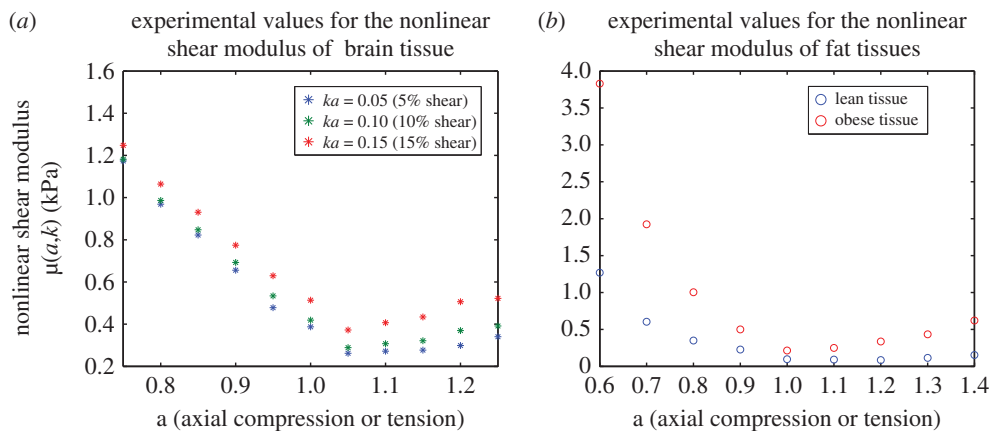 (a) experimental values for the nonlinear
shear modulus of brain tissue
nonlinear shear modulus
μ(a,k) (kPa)
1.6
1.4
1.2
1.0
0.8
0.6
0.4
0.2
ka = 0.05 (5% shear)
ka = 0.10 (10% shear)
ka = 0.15 (15% shear)
0.8 0.9 1.0 1.1 1.2
a (axial compression or tension)
(b) experimental values for the nonlinear
shear modulus of fat tissues
4.0
3.5
3.0
2.5
2.0
1.5
1.0
0.5
0
lean tissue
obese tissue
0.6 0.7 0.8 0.9 1.0 1.1 1.2 1.3 1.4
a (axial compression or tension)